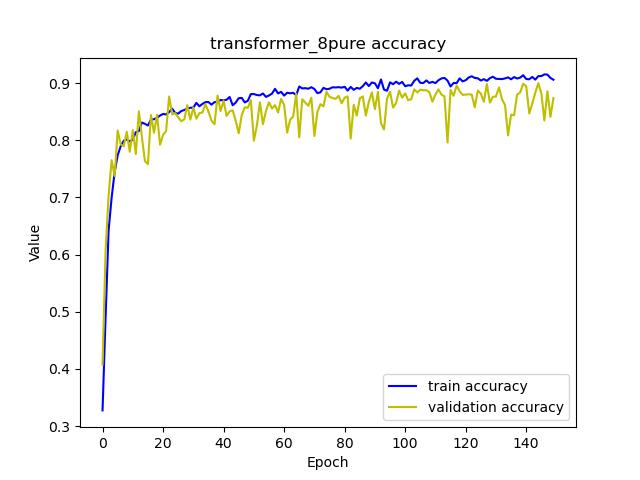 transformer_8pure accuracy
0.9
0.8
0.7
0.6
0.5
0.4
0.3
Value
train accuracy
validation accuracy
0 20 40 60 80 100 120 140
Epoch